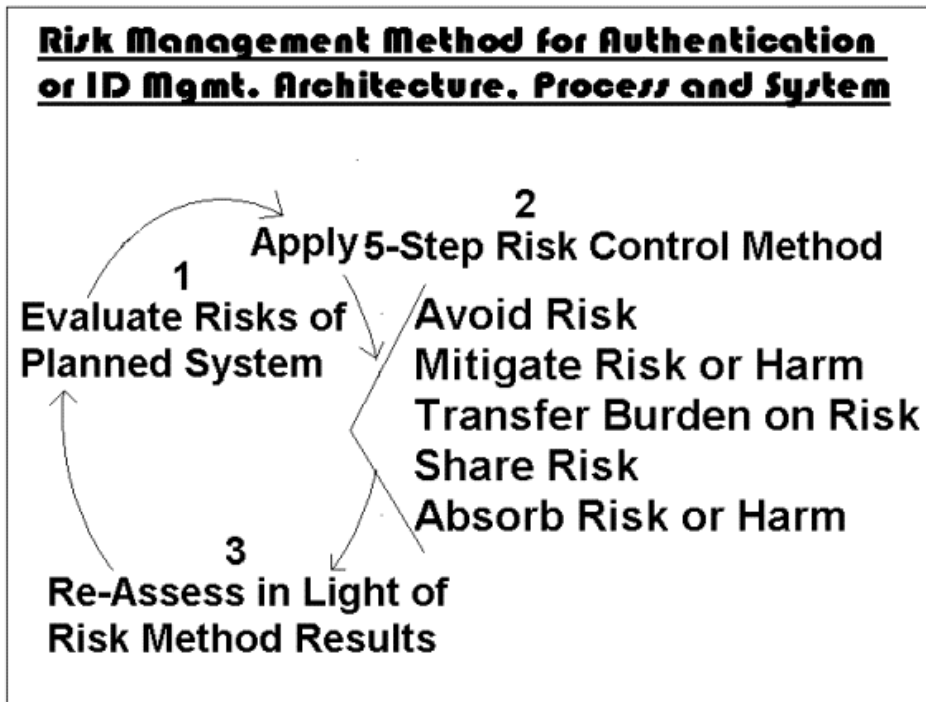 Risk Management Method for Authentication
or ID Mgmt. Architecture, Process and System
1
Evaluate Risks of
Planned System
2
Apply 5-Step Risk Control Method
Avoid Risk
Mitigate Risk or Harm
Transfer Burden on Risk
Share Risk
Absorb Risk or Harm
3
Re-Assess in Light of
Risk Method Results